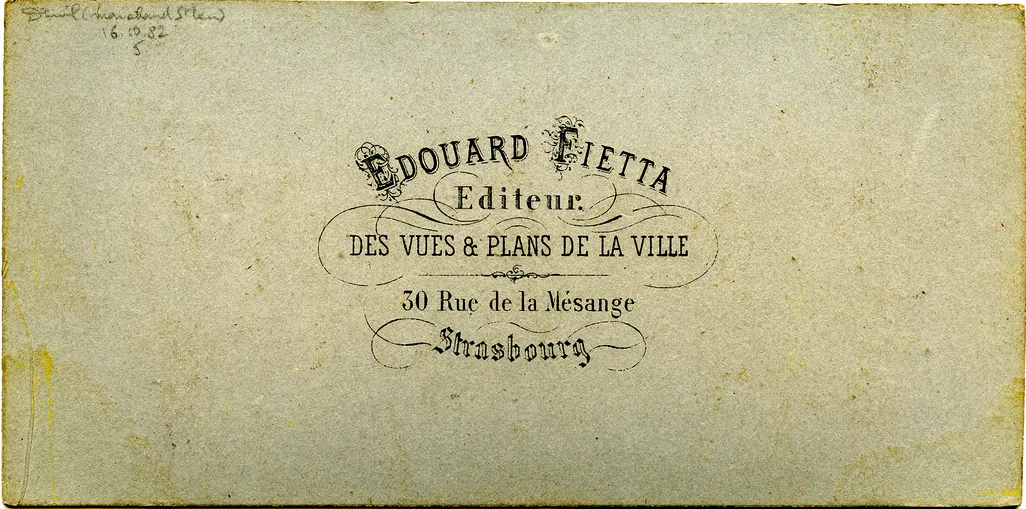 16.10.82
5
EDOUARD FIETTA
Editeur.
DES VUES & PLANS DE LA VILLE
30 Rue de la Mésange
Strasbourg